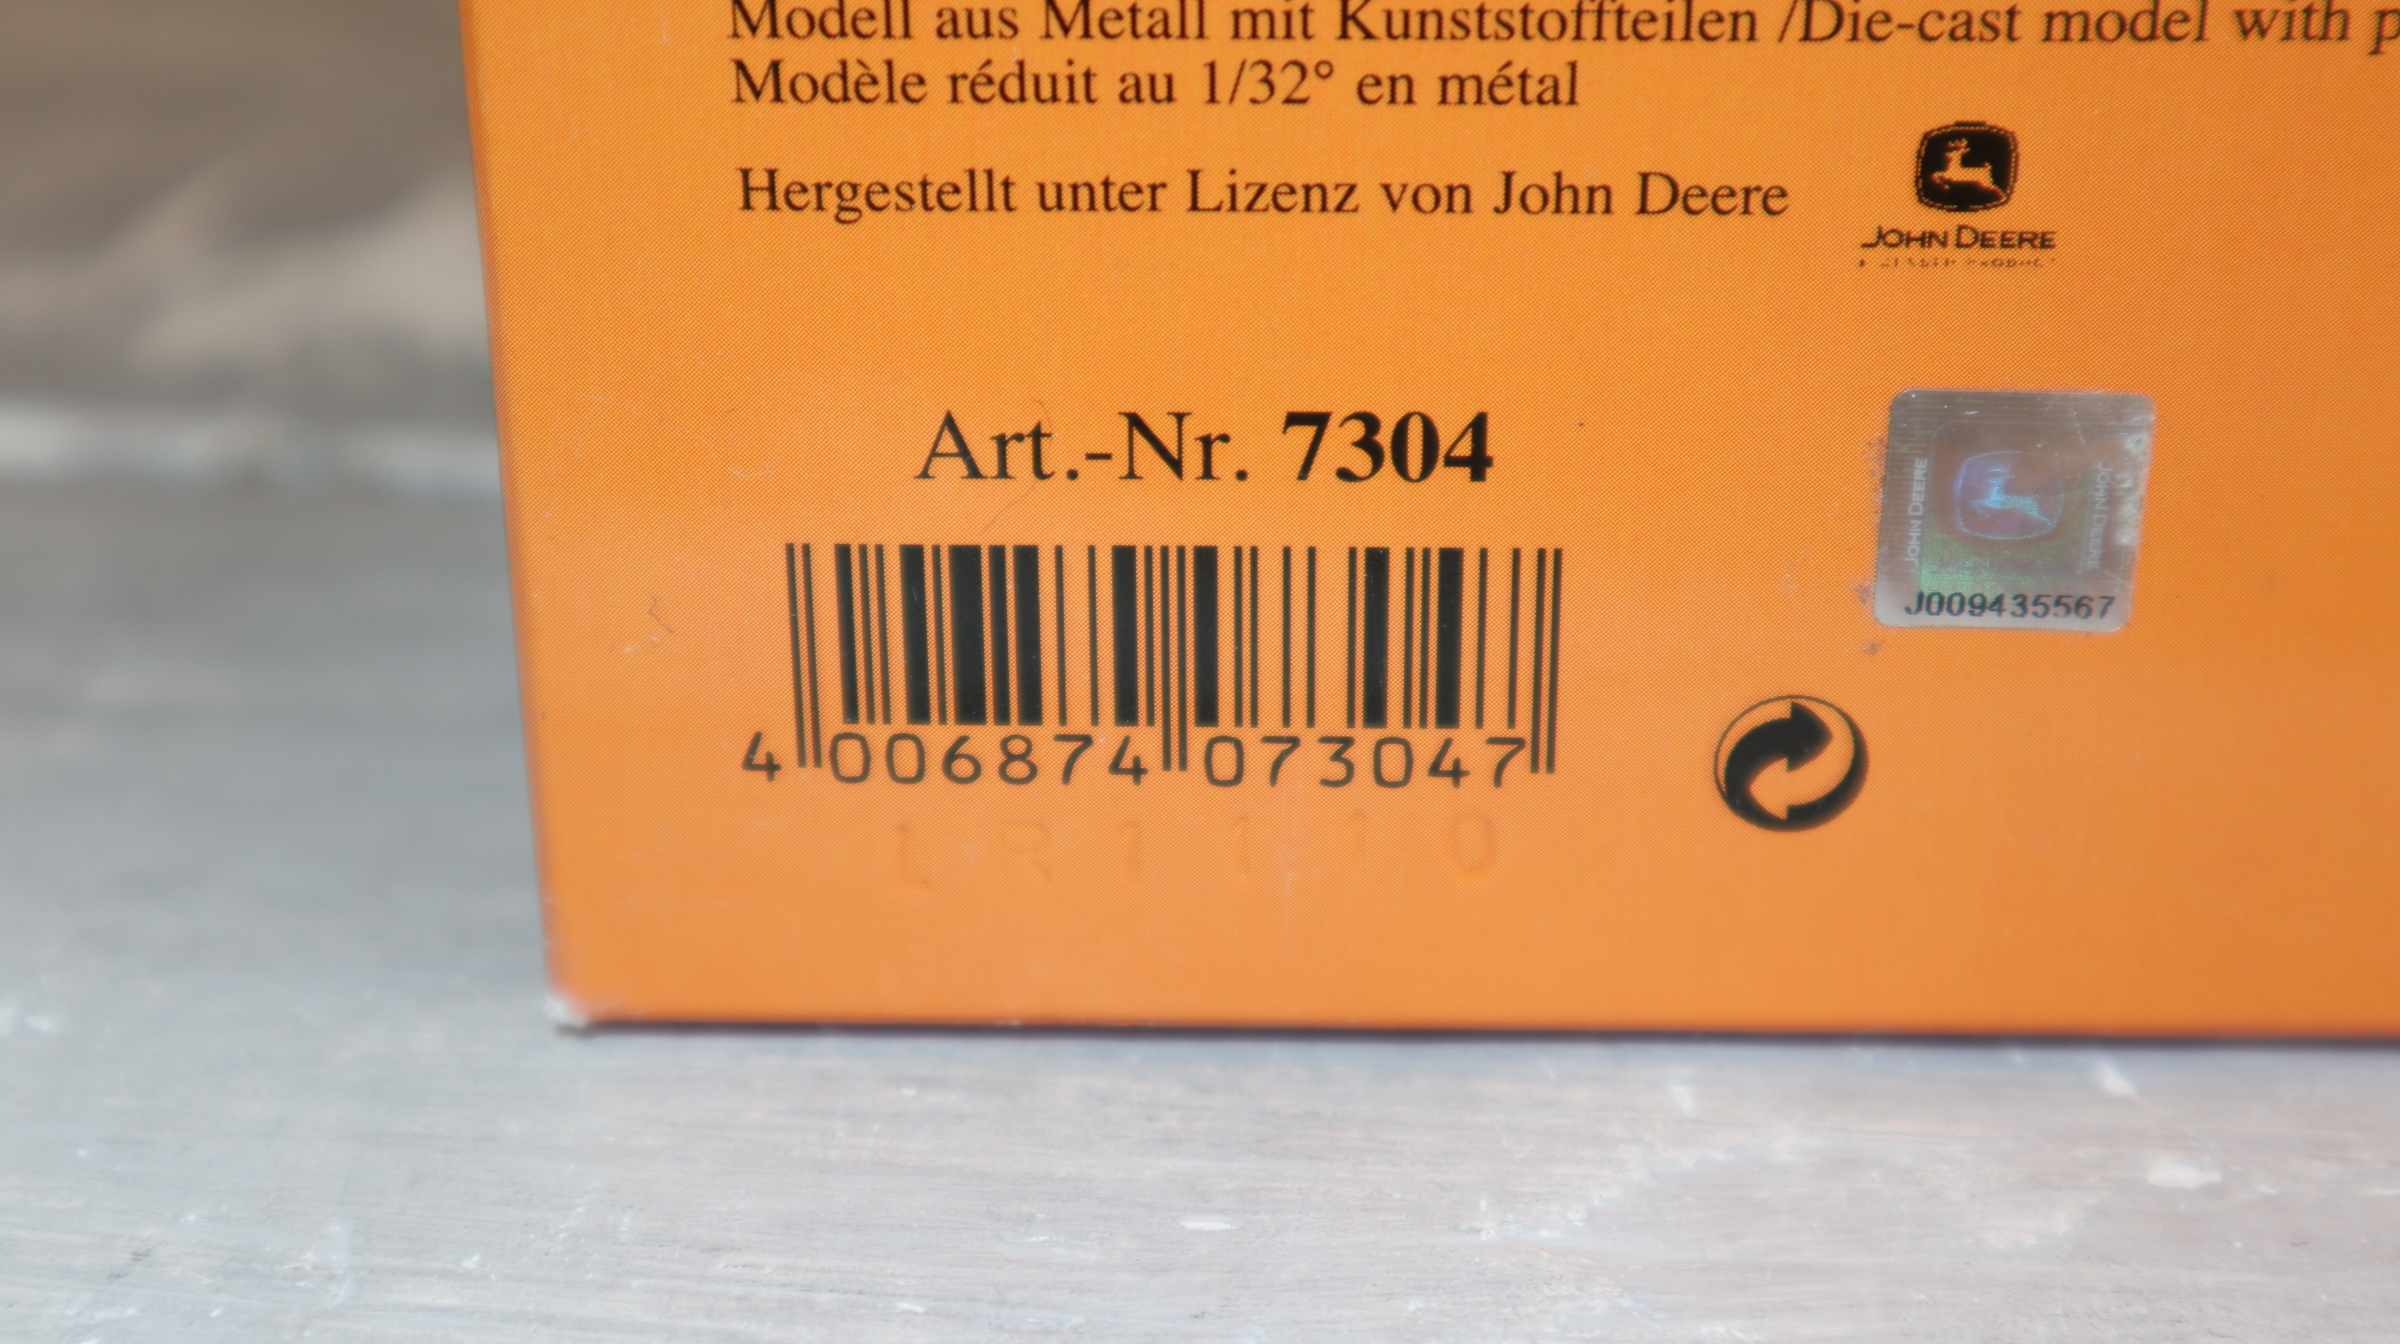 Modell aus Metall mit Kunststoffteilen /Die-cast model with
Modèle réduit au 1/32° en métal
Hergestellt unter Lizenz von John Deere
JOHN DEERE
Art.-Nr. 7304
JOHN DEERE
JOHN DEERE
J009435567
4 006874 073047
LR1110